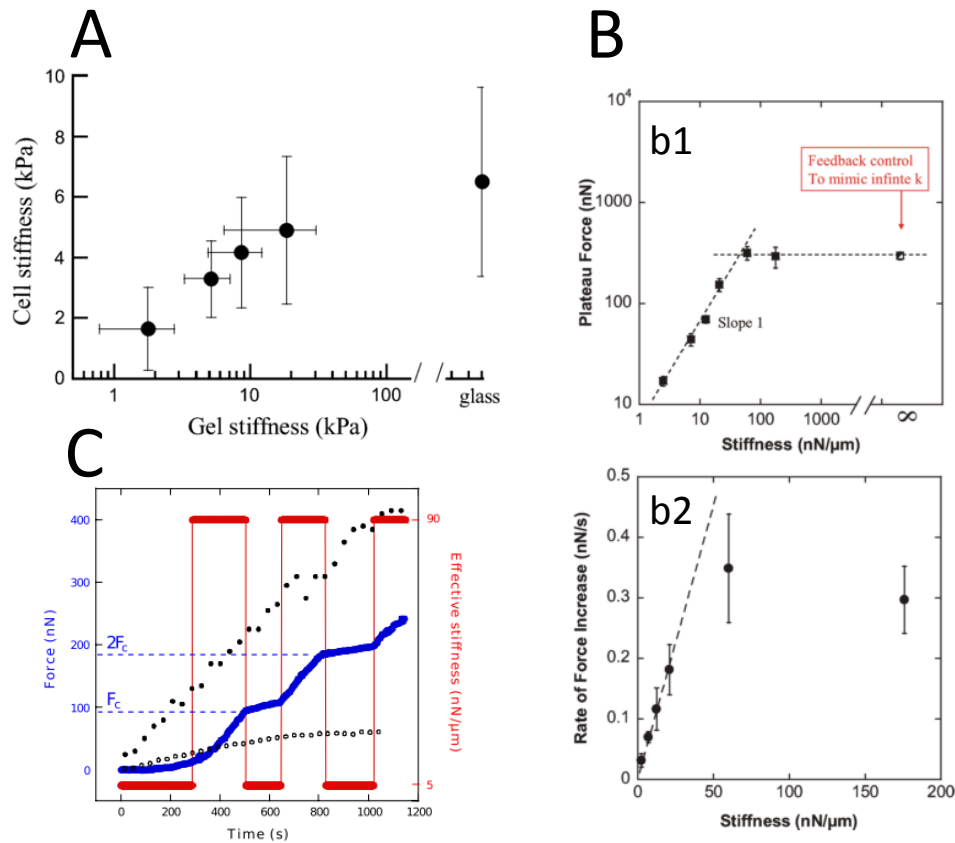 A
10
8
6
4
2
0
Cell stiffness (kPa)
1
10
100
glass
Gel stiffness (kPa)
B
b1
10⁴
1000
100
10
Plateau Force (nN)
Feedback control
To mimic infinte k
Slope 1
1
10
100
1000
∞
Stiffness (nN/µm)
C
400
300
200
100
0
Force (nN)
2Fc
Fc
90
5
Effective stiffness (nN/µm)
0
200
400
600
800
1000
1200
Time (s)
b2
0.5
0.4
0.3
0.2
0.1
0
Rate of Force Increase (nN/s)
0
50
100
150
200
Stiffness (nN/µm)